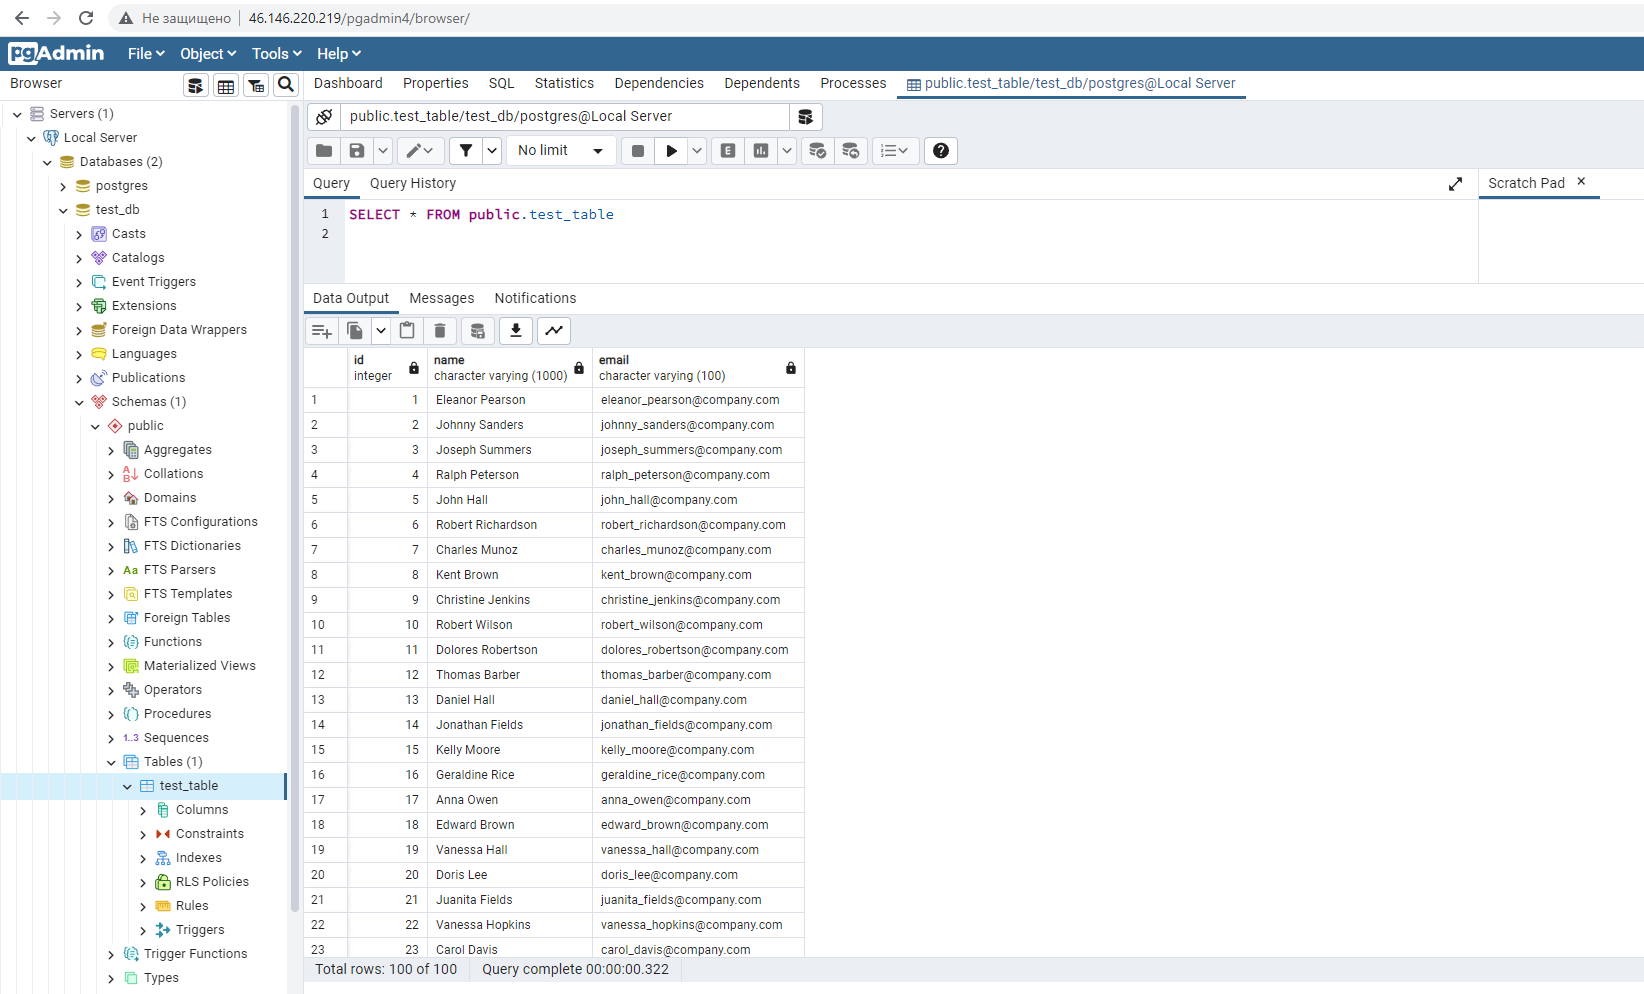 Не защищено 46.146.220.219/pgadmin4/browser/
pgAdmin File Object Tools Help
Browser
Servers (1)
Local Server
Databases (2)
postgres
test_db
Casts
Catalogs
Event Triggers
Extensions
Foreign Data Wrappers
Languages
Publications
Schemas (1)
public
Aggregates
Collations
Domains
FTS Configurations
FTS Dictionaries
Aa FTS Parsers
FTS Templates
Foreign Tables
Functions
Materialized Views
Operators
Procedures
1..3 Sequences
Tables (1)
test_table
Columns
Constraints
Indexes
RLS Policies
Rules
Triggers
Trigger Functions
Types
Dashboard Properties SQL Statistics Dependencies Dependents Processes public.test_table/test_db/postgres@Local Server
public.test_table/test_db/postgres@Local Server
No limit E
Query Query History Scratch Pad
1 SELECT * FROM public.test_table
2
Data Output Messages Notifications
id name email
integer character varying (1000) character varying (100)
1 1 Eleanor Pearson eleanor_pearson@company.com
2 2 Johnny Sanders johnny_sanders@company.com
3 3 Joseph Summers joseph_summers@company.com
4 4 Ralph Peterson ralph_peterson@company.com
5 5 John Hall john_hall@company.com
6 6 Robert Richardson robert_richardson@company.com
7 7 Charles Munoz charles_munoz@company.com
8 8 Kent Brown kent_brown@company.com
9 9 Christine Jenkins christine_jenkins@company.com
10 10 Robert Wilson robert_wilson@company.com
11 11 Dolores Robertson dolores_robertson@company.com
12 12 Thomas Barber thomas_barber@company.com
13 13 Daniel Hall daniel_hall@company.com
14 14 Jonathan Fields jonathan_fields@company.com
15 15 Kelly Moore kelly_moore@company.com
16 16 Geraldine Rice geraldine_rice@company.com
17 17 Anna Owen anna_owen@company.com
18 18 Edward Brown edward_brown@company.com
19 19 Vanessa Hall vanessa_hall@company.com
20 20 Doris Lee doris_lee@company.com
21 21 Juanita Fields juanita_fields@company.com
22 22 Vanessa Hopkins vanessa_hopkins@company.com
23 23 Carol Davis carol_davis@company.com
Total rows: 100 of 100 Query complete 00:00:00.322